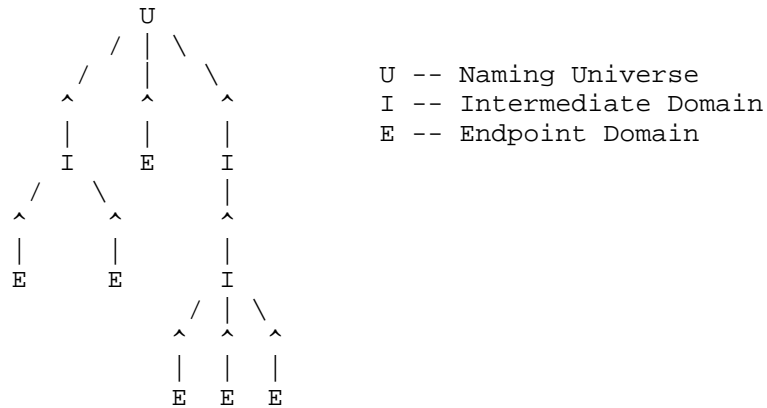 U
/ | \
/ | \ U -- Naming Universe
^ ^ ^ I -- Intermediate Domain
| | | E -- Endpoint Domain
I E I
/ \ |
^ ^ ^
| | |
E E I
/ | \
^ ^ ^
| | |
E E E